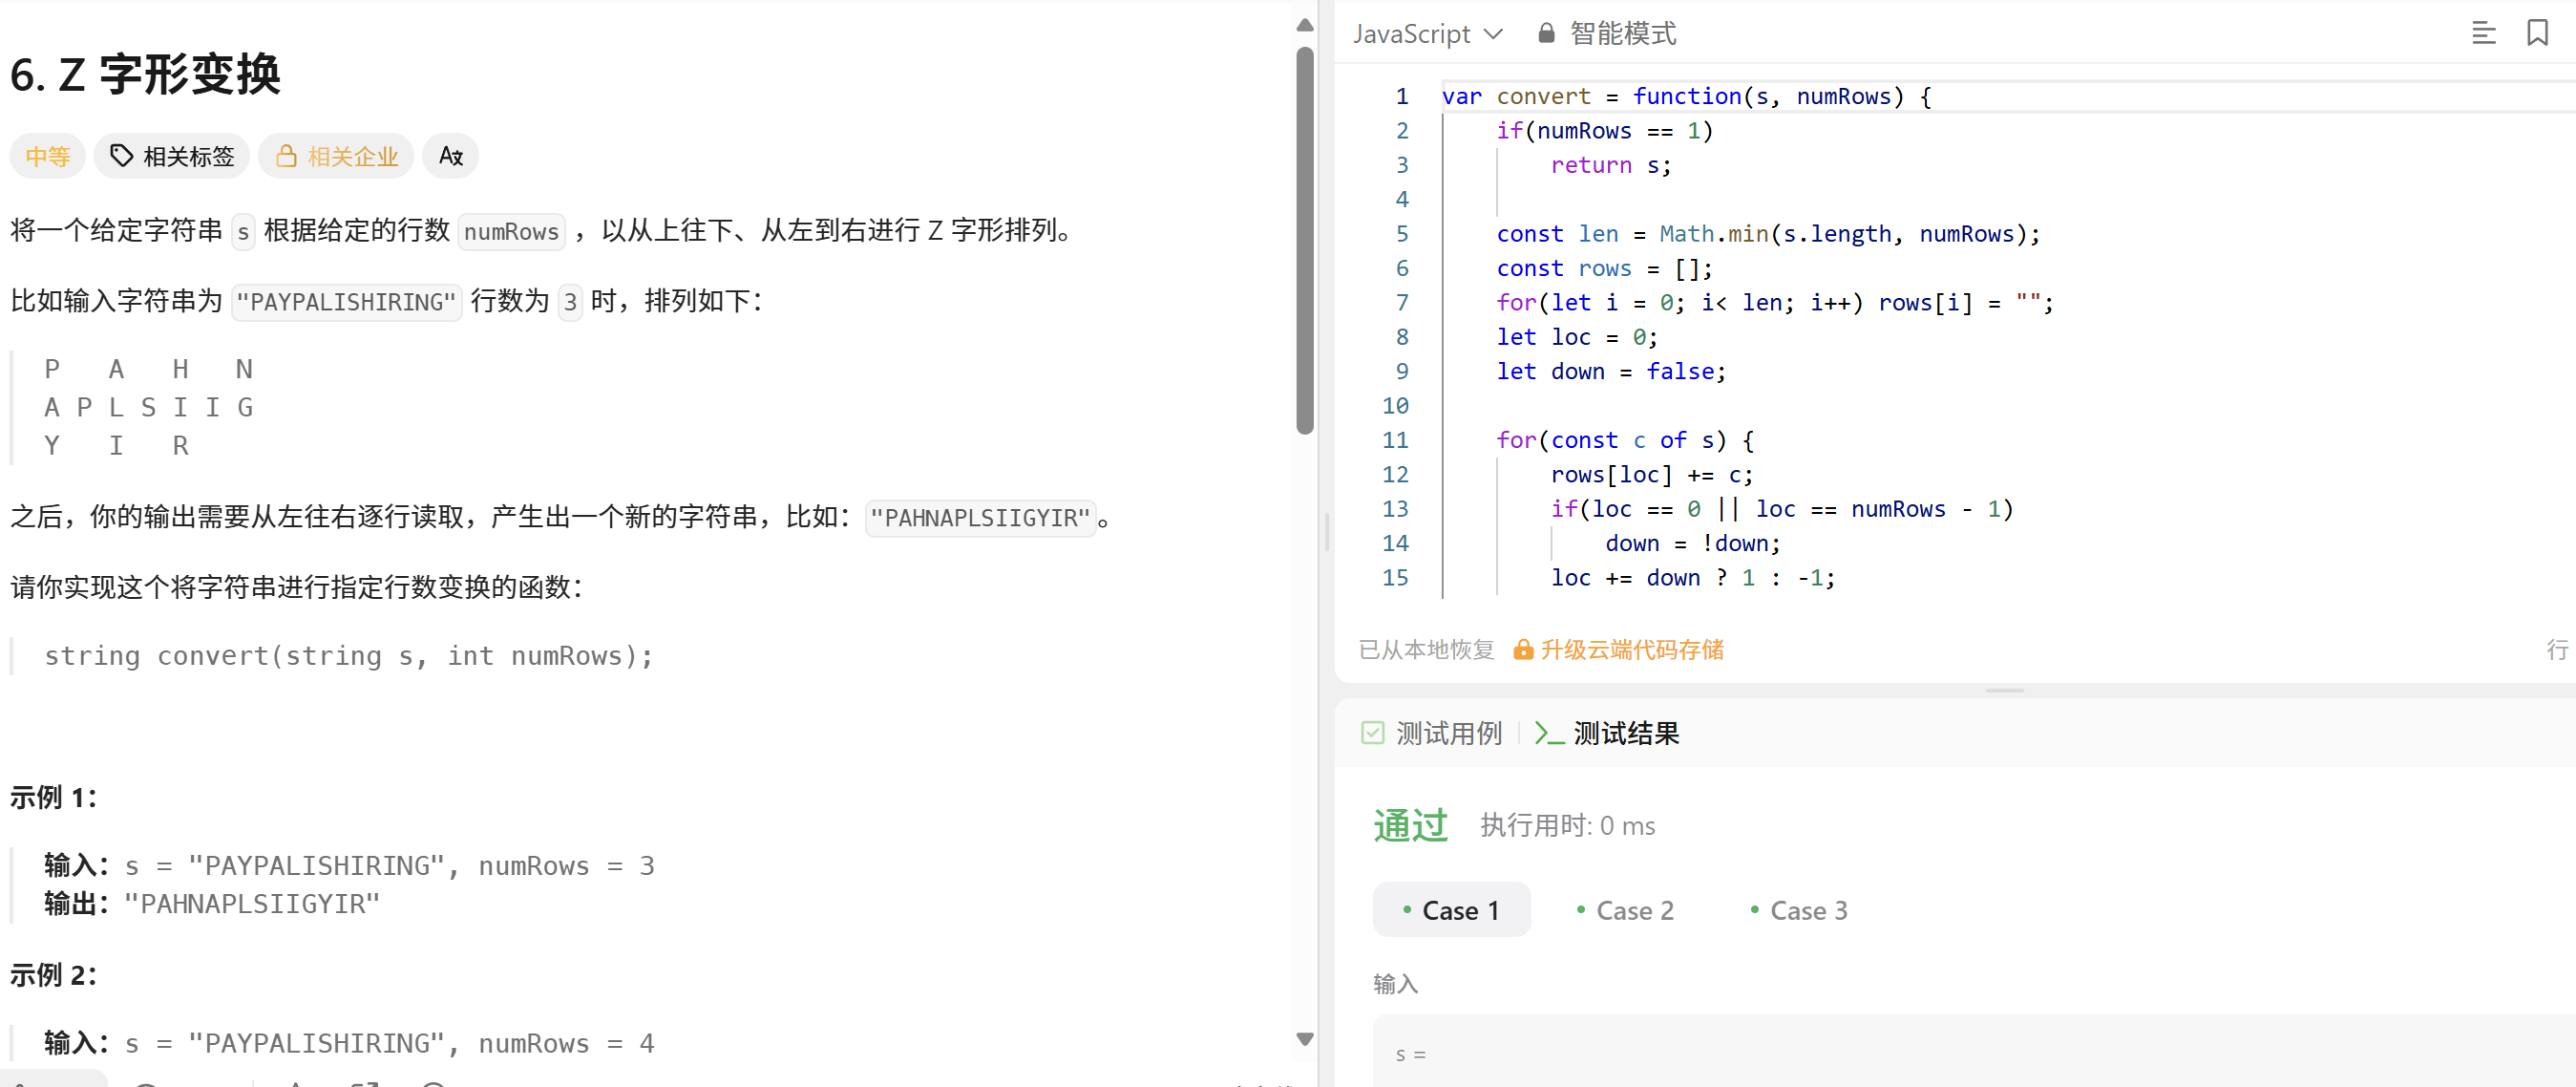 6. Z 字形变换
中等 相关标签 相关企业
将一个给定字符串 s 根据给定的行数 numRows ，以从上往下、从左到右进行 Z 字形排列。
比如输入字符串为 "PAYPALISHIRING" 行数为 3 时，排列如下：
P   A   H   N
A P L S I I G
Y   I   R
之后，你的输出需要从左往右逐行读取，产生出一个新的字符串，比如："PAHNAPLSIIGYIR"。
请你实现这个将字符串进行指定行数变换的函数：
string convert(string s, int numRows);
示例 1：
输入：s = "PAYPALISHIRING", numRows = 3
输出："PAHNAPLSIIGYIR"
示例 2：
输入：s = "PAYPALISHIRING", numRows = 4
JavaScript 智能模式
1 var convert = function(s, numRows) {
2     if(numRows == 1)
3         return s;
4
5     const len = Math.min(s.length, numRows);
6     const rows = [];
7     for(let i = 0; i< len; i++) rows[i] = "";
8     let loc = 0;
9     let down = false;
10
11     for(const c of s) {
12         rows[loc] += c;
13         if(loc == 0 || loc == numRows - 1)
14             down = !down;
15         loc += down ? 1 : -1;
已从本地恢复 升级云端代码存储 行
测试用例 测试结果
通过 执行用时: 0 ms
Case 1 Case 2 Case 3
输入
s =